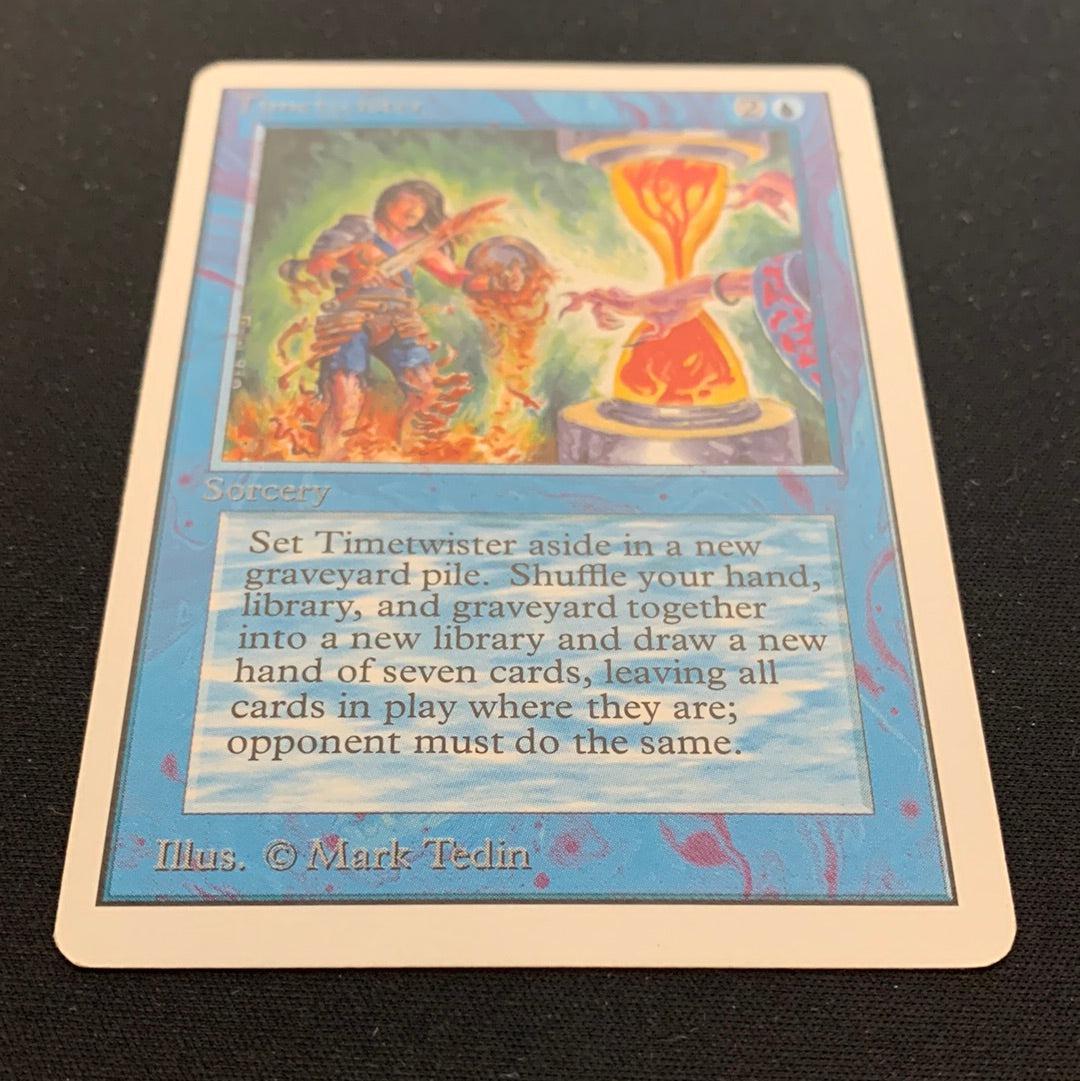 Timetwister 2
Sorcery
Set Timetwister aside in a new
graveyard pile. Shuffle your hand,
library, and graveyard together
into a new library and draw a new
hand of seven cards, leaving all
cards in play where they are;
opponent must do the same.
Illus. © Mark Tedin